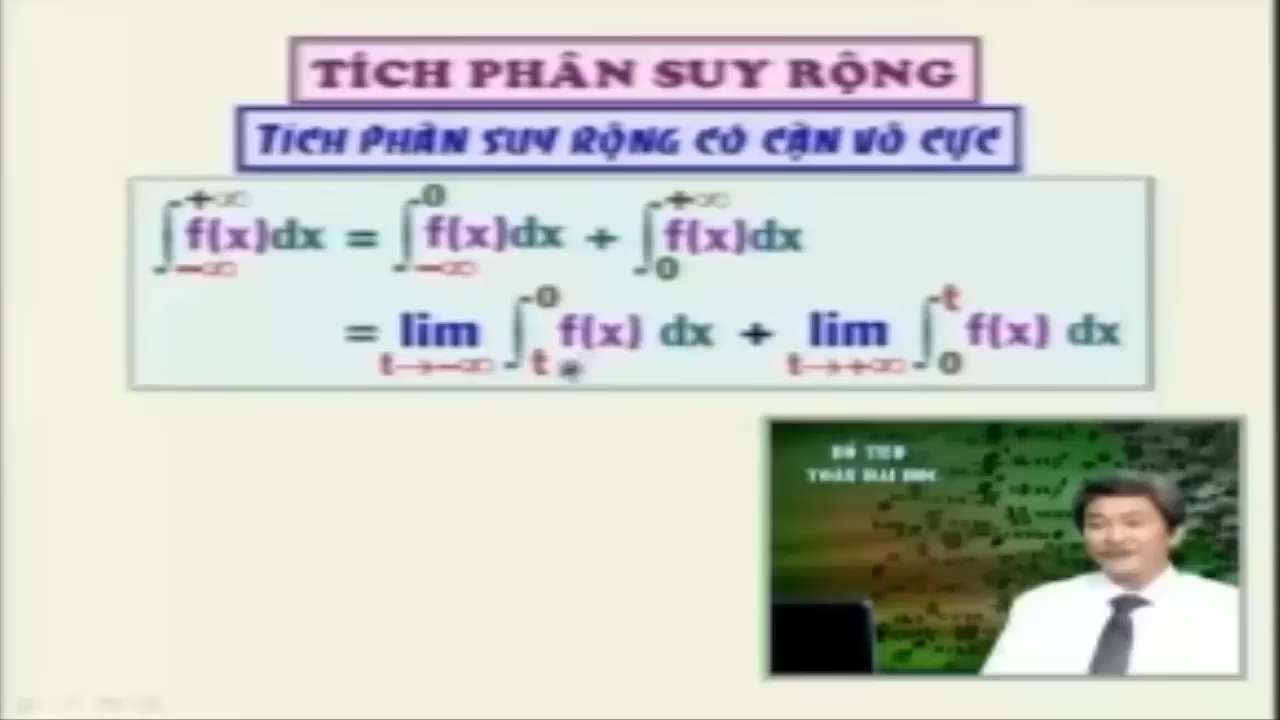 TÍCH PHÂN SUY RỘNG
TÍCH PHÂN SUY RỘNG CÓ CẬN VÔ CỰC
∫_{-∞}^{+∞} f(x)dx = ∫_{-∞}^{0} f(x)dx + ∫_{0}^{+∞} f(x)dx
= lim_{t→-∞} ∫_{t}^{0} f(x) dx + lim_{t→+∞} ∫_{0}^{t} f(x) dx